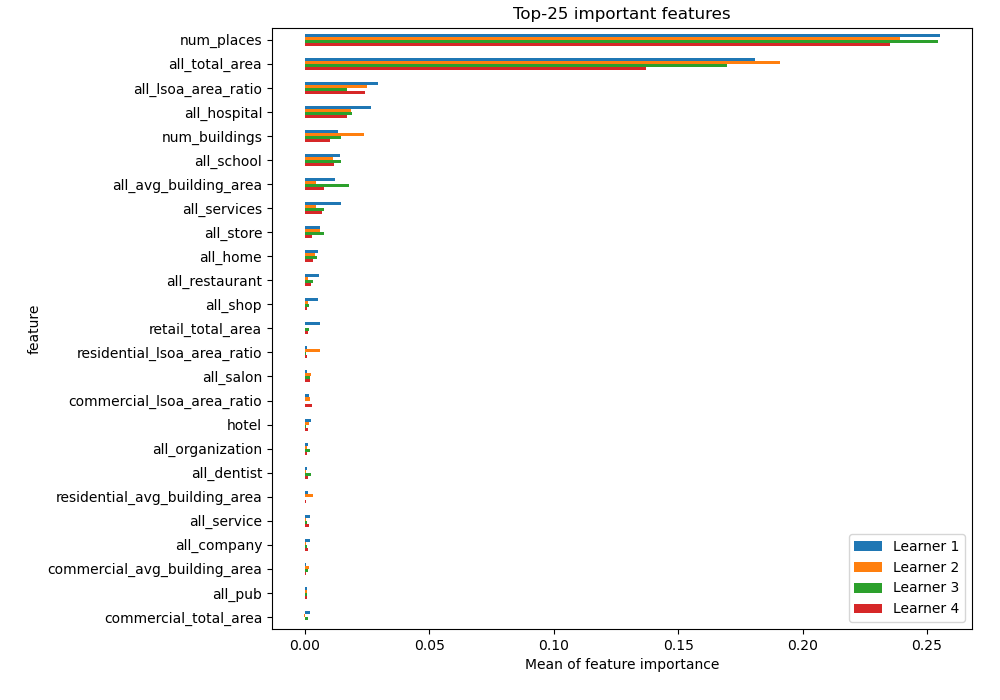 Top-25 important features
num_places
all_total_area
all_lsoa_area_ratio
all_hospital
num_buildings
all_school
all_avg_building_area
all_services
all_store
all_home
all_restaurant
all_shop
retail_total_area
residential_lsoa_area_ratio
all_salon
commercial_lsoa_area_ratio
hotel
all_organization
all_dentist
residential_avg_building_area
all_service
all_company
commercial_avg_building_area
all_pub
commercial_total_area
feature
Learner 1
Learner 2
Learner 3
Learner 4
0.00 0.05 0.10 0.15 0.20 0.25
Mean of feature importance